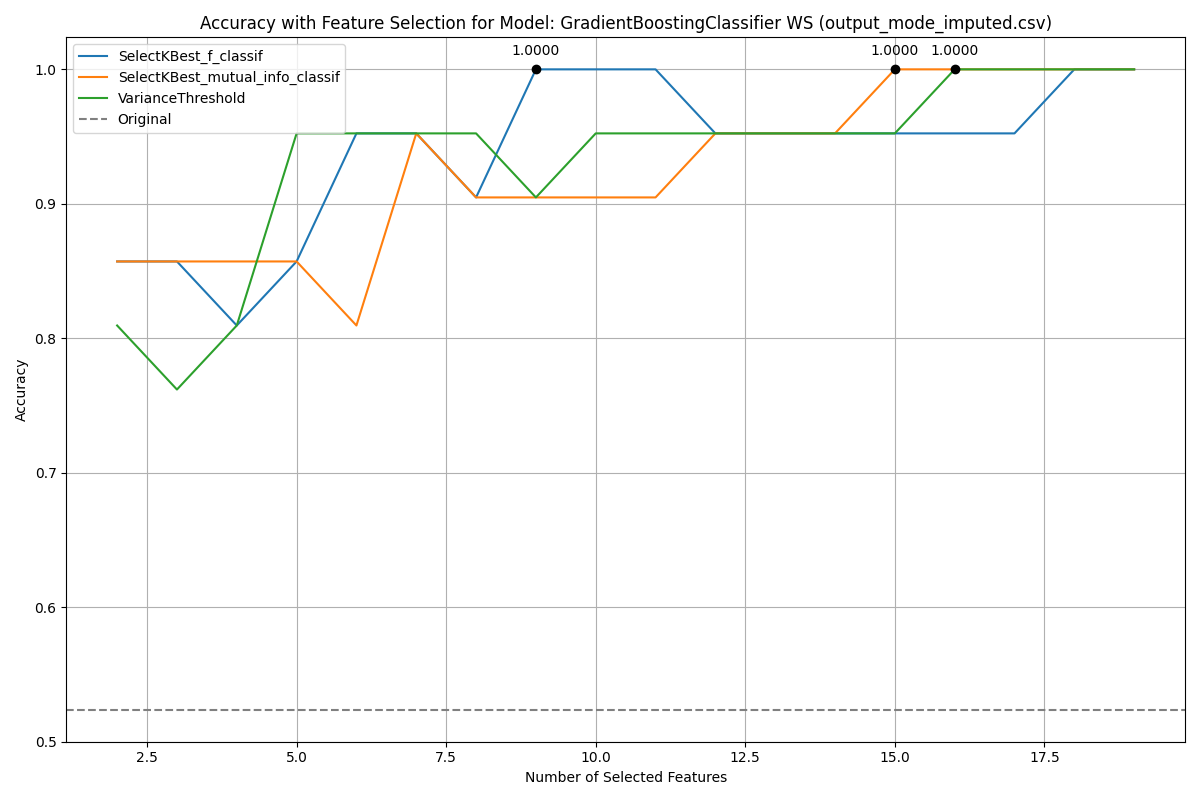 Accuracy with Feature Selection for Model: GradientBoostingClassifier WS (output_mode_imputed.csv)
SelectKBest_f_classif
SelectKBest_mutual_info_classif
VarianceThreshold
Original
1.0000
1.0000
1.0000
1.0
0.9
0.8
0.7
0.6
0.5
Accuracy
2.5
5.0
7.5
10.0
12.5
15.0
17.5
Number of Selected Features